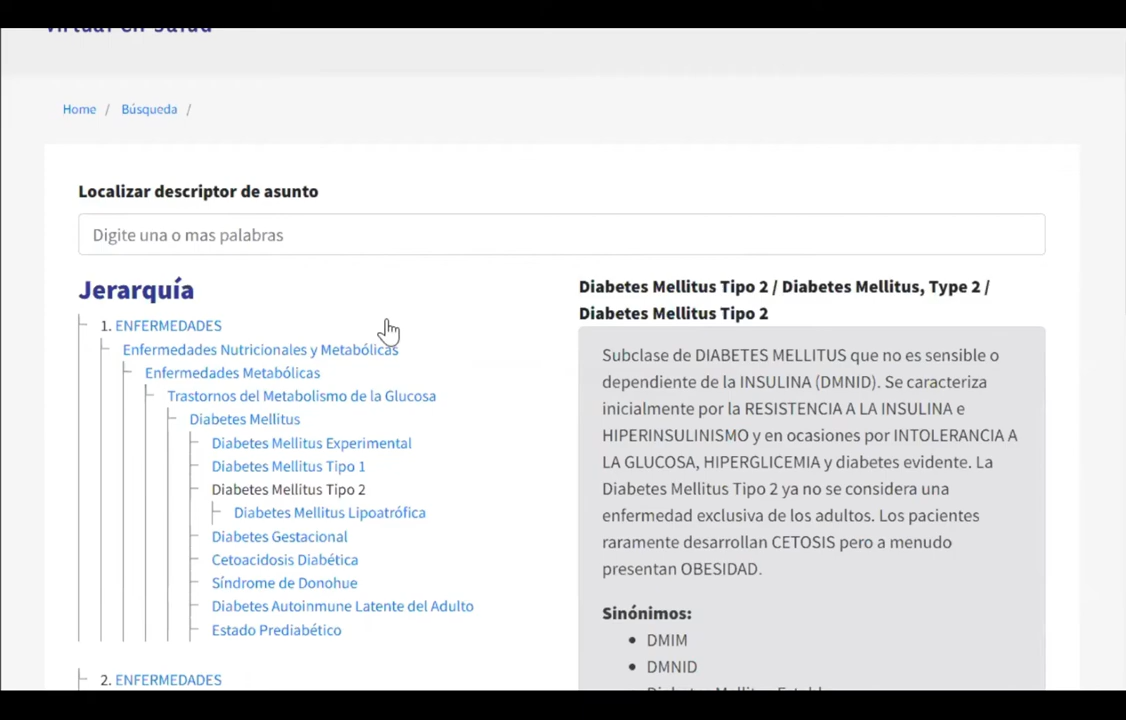 Virtual en Salud
Home / Búsqueda /
Localizar descriptor de asunto
Digite una o mas palabras
Jerarquía
1. ENFERMEDADES
Enfermedades Nutricionales y Metabólicas
Enfermedades Metabólicas
Trastornos del Metabolismo de la Glucosa
Diabetes Mellitus
Diabetes Mellitus Experimental
Diabetes Mellitus Tipo 1
Diabetes Mellitus Tipo 2
Diabetes Mellitus Lipoatrófica
Diabetes Gestacional
Cetoacidosis Diabética
Síndrome de Donohue
Diabetes Autoinmune Latente del Adulto
Estado Prediabético
2. ENFERMEDADES
Diabetes Mellitus Tipo 2 / Diabetes Mellitus, Type 2 /
Diabetes Mellitus Tipo 2
Subclase de DIABETES MELLITUS que no es sensible o
dependiente de la INSULINA (DMNID). Se caracteriza
inicialmente por la RESISTENCIA A LA INSULINA e
HIPERINSULINISMO y en ocasiones por INTOLERANCIA A
LA GLUCOSA, HIPERGLICEMIA y diabetes evidente. La
Diabetes Mellitus Tipo 2 ya no se considera una
enfermedad exclusiva de los adultos. Los pacientes
raramente desarrollan CETOSIS pero a menudo
presentan OBESIDAD.
Sinónimos:
• DMIM
• DMNID